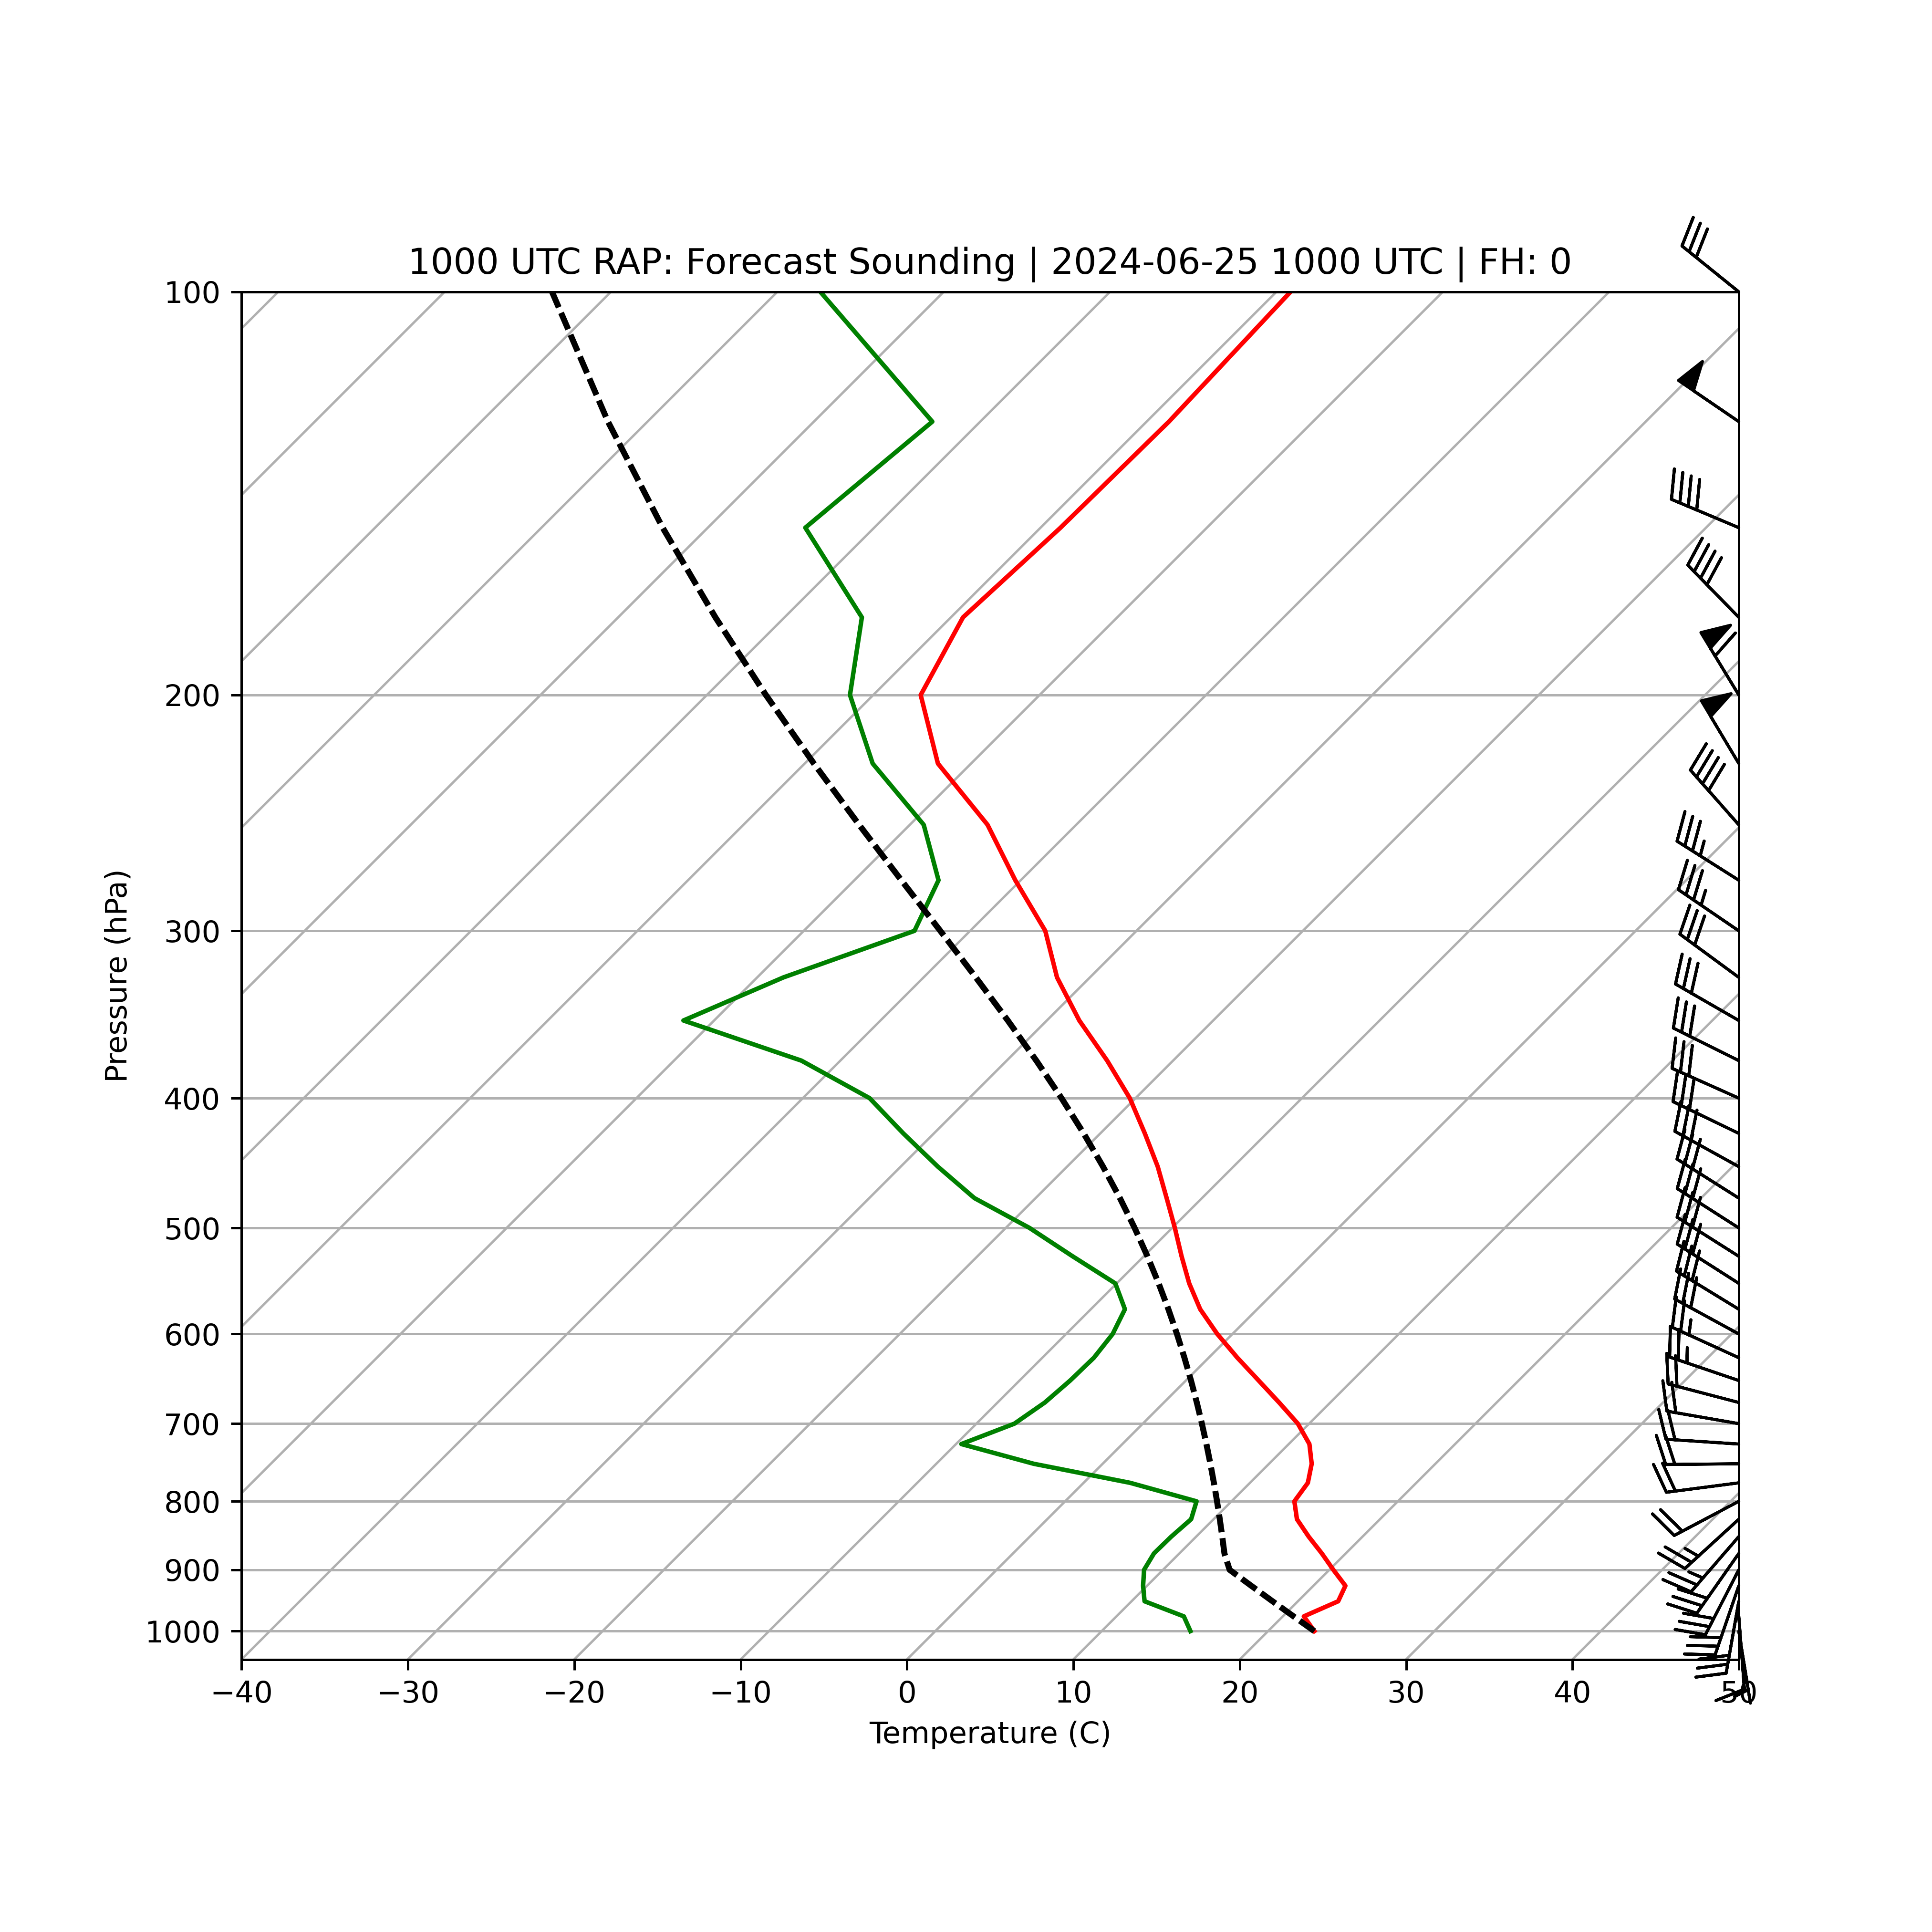 1000 UTC RAP: Forecast Sounding | 2024-06-25 1000 UTC | FH: 0
100
200
300
400
500
600
700
800
900
1000
Pressure (hPa)
−40 −30 −20 −10 0 10 20 30 40 50
Temperature (C)